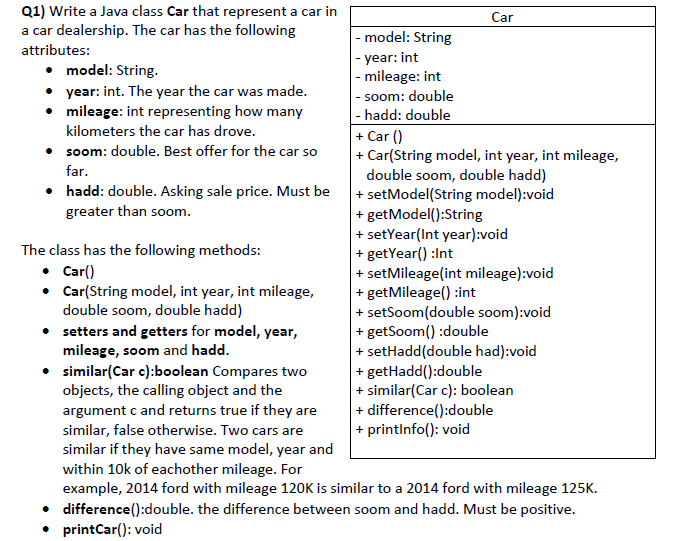 Q1) Write a Java class Car that represent a car in
a car dealership. The car has the following
attributes:
• model: String.
• year: int. The year the car was made.
• mileage: int representing how many
kilometers the car has drove.
• soom: double. Best offer for the car so
far.
• hadd: double. Asking sale price. Must be
greater than soom.
The class has the following methods:
• Car()
• Car(String model, int year, int mileage,
double soom, double hadd)
• setters and getters for model, year,
mileage, soom and hadd.
• similar(Car c):boolean Compares two
objects, the calling object and the
argument c and returns true if they are
similar, false otherwise. Two cars are
similar if they have same model, year and
within 10k of eachother mileage. For
example, 2014 ford with mileage 120K is similar to a 2014 ford with mileage 125K.
• difference():double. the difference between soom and hadd. Must be positive.
• printCar(): void
Car
- model: String
- year: int
- mileage: int
- soom: double
- hadd: double
+ Car ()
+ Car(String model, int year, int mileage,
double soom, double hadd)
+ setModel(String model):void
+ getModel():String
+ setYear(Int year):void
+ getYear() :Int
+ setMileage(int mileage):void
+ getMileage() :int
+ setSoom(double soom):void
+ getSoom() :double
+ setHadd(double had):void
+ getHadd():double
+ similar(Car c): boolean
+ difference():double
+ printInfo(): void